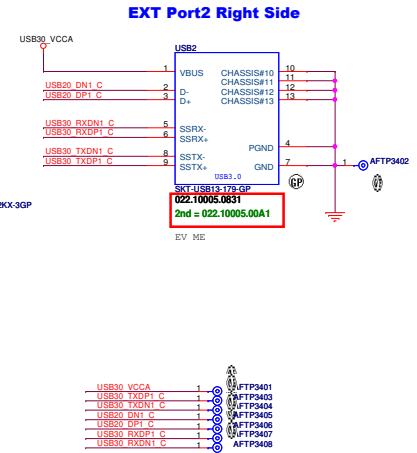 EXT Port2 Right Side
USB30_VCCA
USB2
1 VBUS CHASSIS#10 10
CHASSIS#11 11
USB20_DN1_C 2 D- CHASSIS#12 12
USB20_DP1_C 3 D+ CHASSIS#13 13
USB30_RXDN1_C 5 SSRX-
USB30_RXDP1_C 6 SSRX+
PGND 4
USB30_TXDN1_C 8 SSTX-
USB30_TXDP1_C 9 SSTX+ GND 7 1 AFTP3402
USB3.0
GP
SKT-USB13-179-GP
022.10005.0831
2KX-3GP
2nd = 022.10005.00A1
EV ME
USB30_VCCA 1 AFTP3401
USB30_TXDP1_C 1 AFTP3403
USB30_TXDN1_C 1 AFTP3404
USB20_DN1_C 1 AFTP3405
USB20_DP1_C 1 AFTP3406
USB30_RXDP1_C 1 AFTP3407
USB30_RXDN1_C 1 AFTP3408